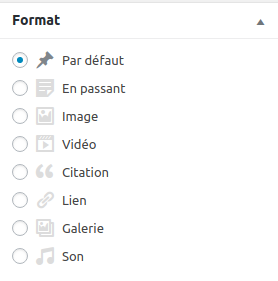 Format
Par défaut
En passant
Image
Vidéo
Citation
Lien
Galerie
Son